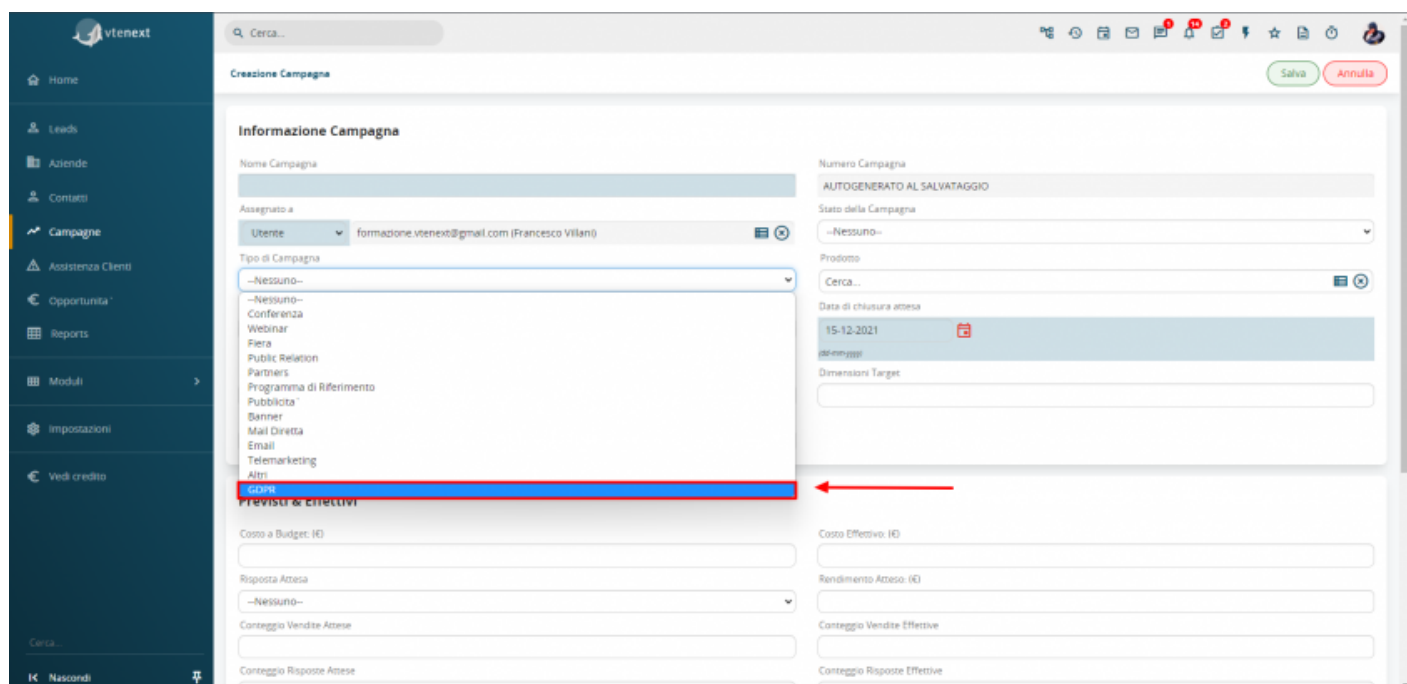 vtenext
Cerca...
1
14
2
Home
Creazione Campagna
Salva
Annulla
Leads
Aziende
Contatti
Campagne
Assistenza Clienti
Opportunita`
Reports
Moduli
Impostazioni
Vedi credito
Cerca...
Nascondi
Informazione Campagna
Nome Campagna
Numero Campagna
AUTOGENERATO AL SALVATAGGIO
Assegnato a
Stato della Campagna
Utente
formazione.vtenext@gmail.com (Francesco Villani)
--Nessuno--
Tipo di Campagna
Prodotto
--Nessuno--
Cerca...
--Nessuno--
Conferenza
Webinar
Fiera
Public Relation
Partners
Programma di Riferimento
Pubblicita`
Banner
Mail Diretta
Email
Telemarketing
Altri
GDPR
Data di chiusura attesa
15-12-2021
(dd-mm-yyyy)
Dimensioni Target
Previsti & Effettivi
Costo a Budget: (€)
Costo Effettivo: (€)
Risposta Attesa
Rendimento Atteso: (€)
--Nessuno--
Conteggio Vendite Attese
Conteggio Vendite Effettive
Conteggio Risposte Attese
Conteggio Risposte Effettive